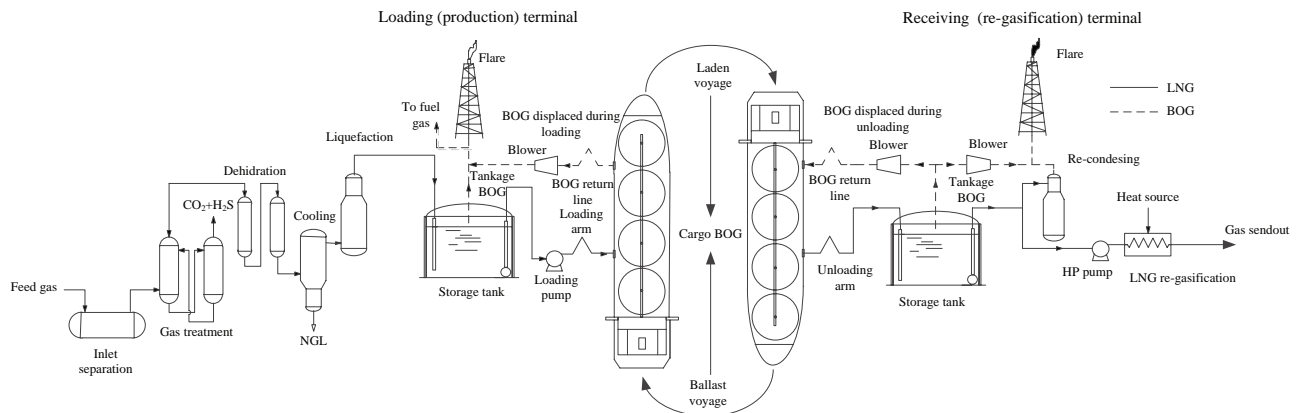 Loading (production) terminal
Receiving (re-gasification) terminal
Flare
To fuel
gas
BOG displaced during
loading
Blower
Liquefaction
Dehidration
CO₂+H₂S
Cooling
Tankage
BOG
BOG return
line
Loading
arm
Feed gas
Gas treatment
Inlet
separation
NGL
Storage tank
Loading
pump
Laden
voyage
Cargo BOG
Ballast
voyage
Flare
LNG
BOG
BOG displaced during
unloading
Blower
Blower
Re-condesing
BOG return
line
Tankage
BOG
Heat source
Unloading
arm
Storage tank
HP pump
LNG re-gasification
Gas sendout